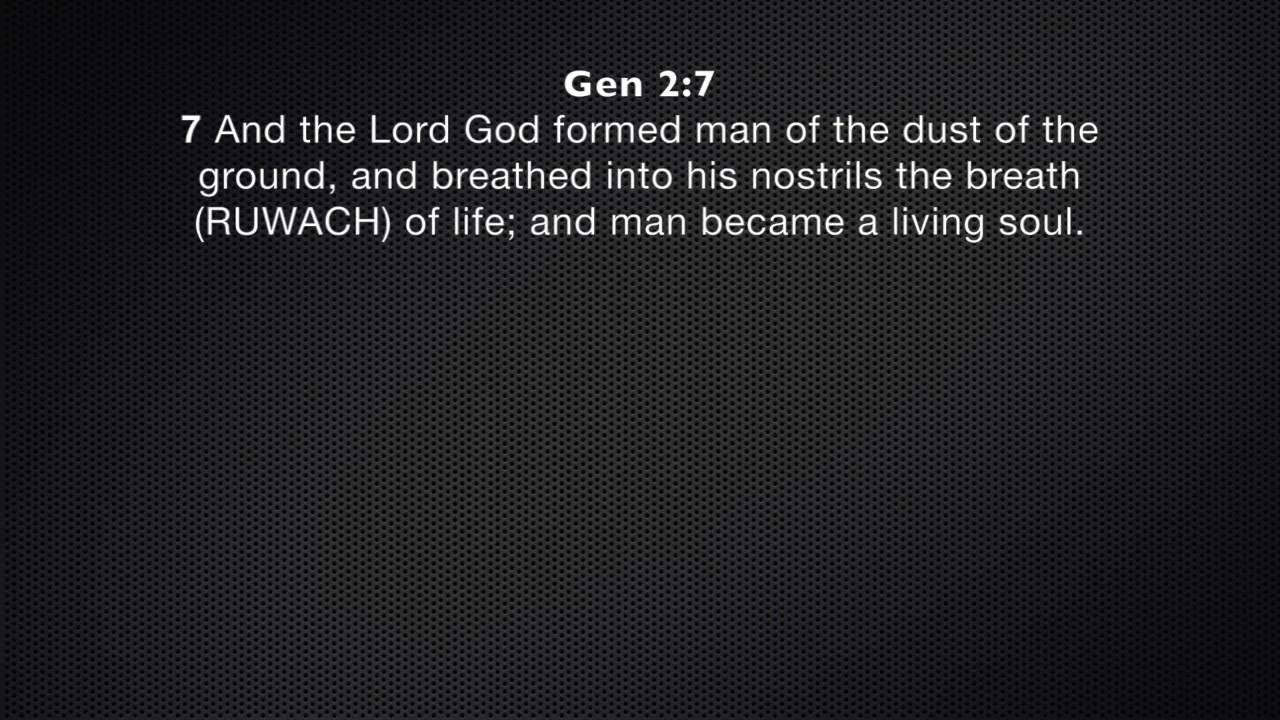 Gen 2:7
7 And the Lord God formed man of the dust of the
ground, and breathed into his nostrils the breath
(RUWACH) of life; and man became a living soul.